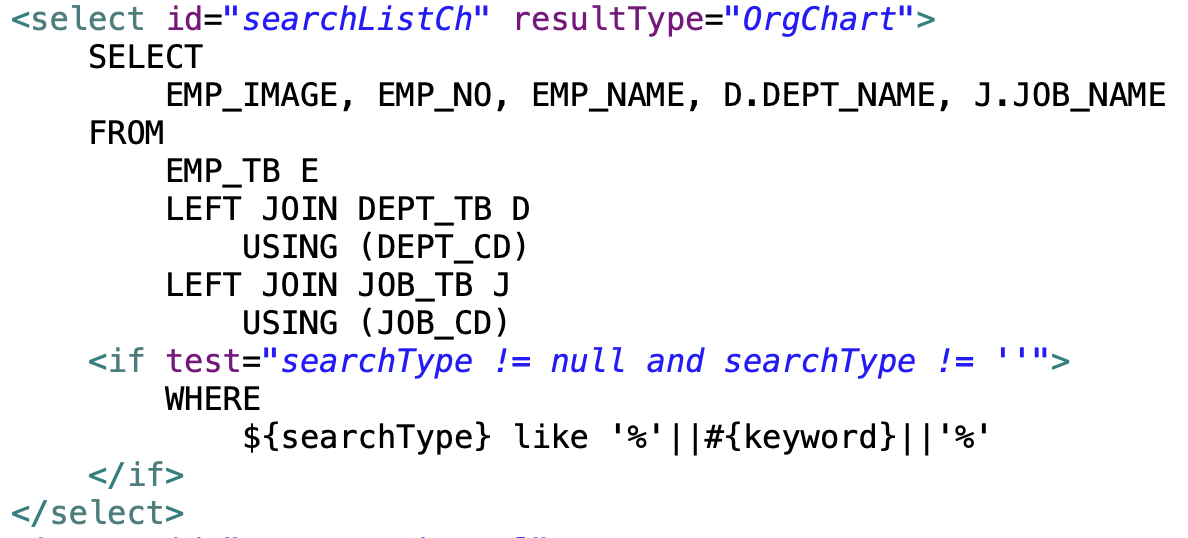 <select id="searchListCh" resultType="OrgChart">
    SELECT
        EMP_IMAGE, EMP_NO, EMP_NAME, D.DEPT_NAME, J.JOB_NAME
    FROM
        EMP_TB E
        LEFT JOIN DEPT_TB D
            USING (DEPT_CD)
        LEFT JOIN JOB_TB J
            USING (JOB_CD)
    <if test="searchType != null and searchType != ''">
        WHERE
            ${searchType} like '%'||#{keyword}||'%'
    </if>
</select>